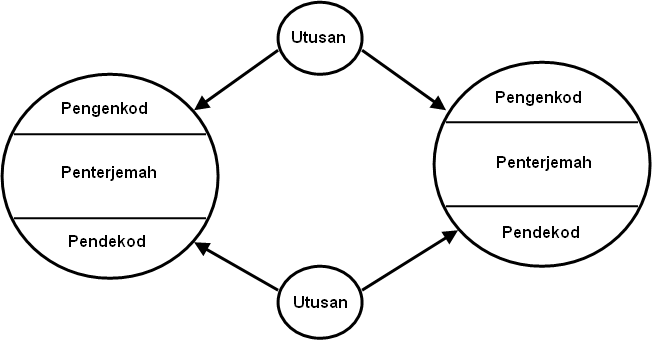 Utusan
Pengenkod
Penterjemah
Pendekod
Pengenkod
Penterjemah
Pendekod
Utusan